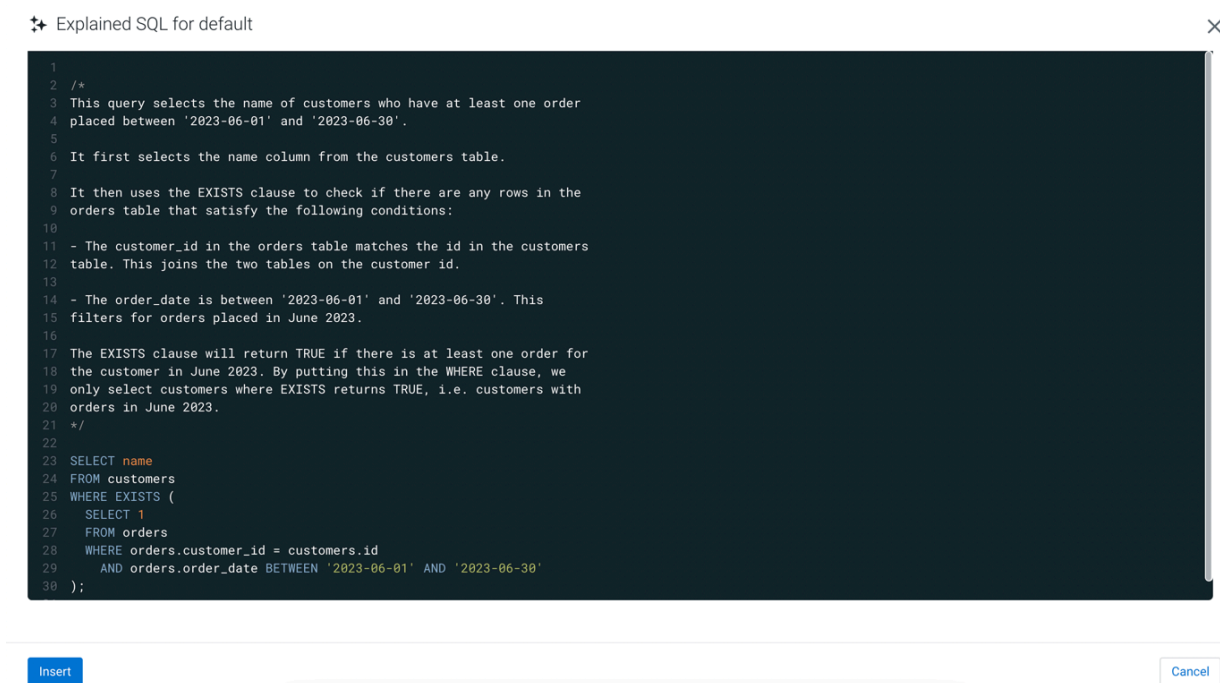 Explained SQL for default
1
2 /*
3 This query selects the name of customers who have at least one order
4 placed between '2023-06-01' and '2023-06-30'.
5
6 It first selects the name column from the customers table.
7
8 It then uses the EXISTS clause to check if there are any rows in the
9 orders table that satisfy the following conditions:
10
11 - The customer_id in the orders table matches the id in the customers
12 table. This joins the two tables on the customer id.
13
14 - The order_date is between '2023-06-01' and '2023-06-30'. This
15 filters for orders placed in June 2023.
16
17 The EXISTS clause will return TRUE if there is at least one order for
18 the customer in June 2023. By putting this in the WHERE clause, we
19 only select customers where EXISTS returns TRUE, i.e. customers with
20 orders in June 2023.
21 */
22
23 SELECT name
24 FROM customers
25 WHERE EXISTS (
26   SELECT 1
27   FROM orders
28   WHERE orders.customer_id = customers.id
29     AND orders.order_date BETWEEN '2023-06-01' AND '2023-06-30'
30 );
Insert
Cancel